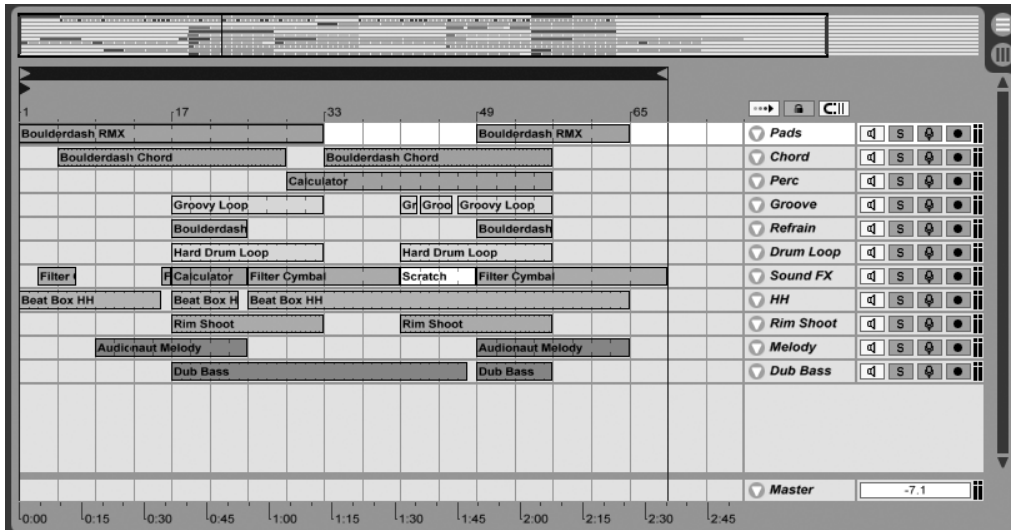 1 17 33 49 65
Boulderdash RMX Boulderdash RMX Pads S
Boulderdash Chord Boulderdash Chord Chord S
Calculator Perc S
Groovy Loop Gr Groo Groovy Loop Groove S
Boulderdash Boulderdash Refrain S
Hard Drum Loop Hard Drum Loop Drum Loop S
Filter F Calculator Filter Cymbal Scratch Filter Cymbal Sound FX S
Beat Box HH Beat Box H Beat Box HH HH S
Rim Shoot Rim Shoot Rim Shoot S
Audionaut Melody Audionaut Melody Melody S
Dub Bass Dub Bass Dub Bass S
Master -7.1
0:00 0:15 0:30 0:45 1:00 1:15 1:30 1:45 2:00 2:15 2:30 2:45